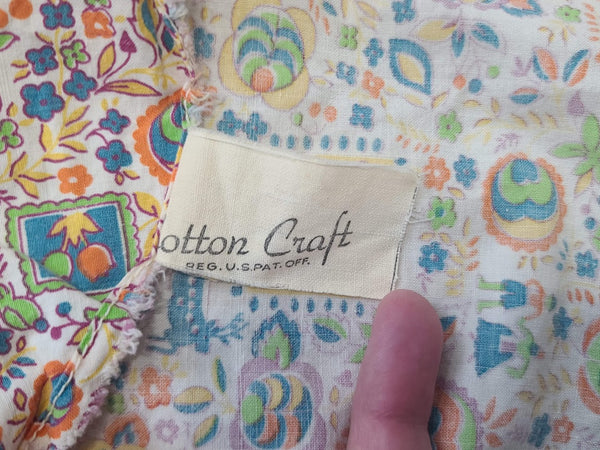 otton Craft
REG. U.S. PAT. OFF.